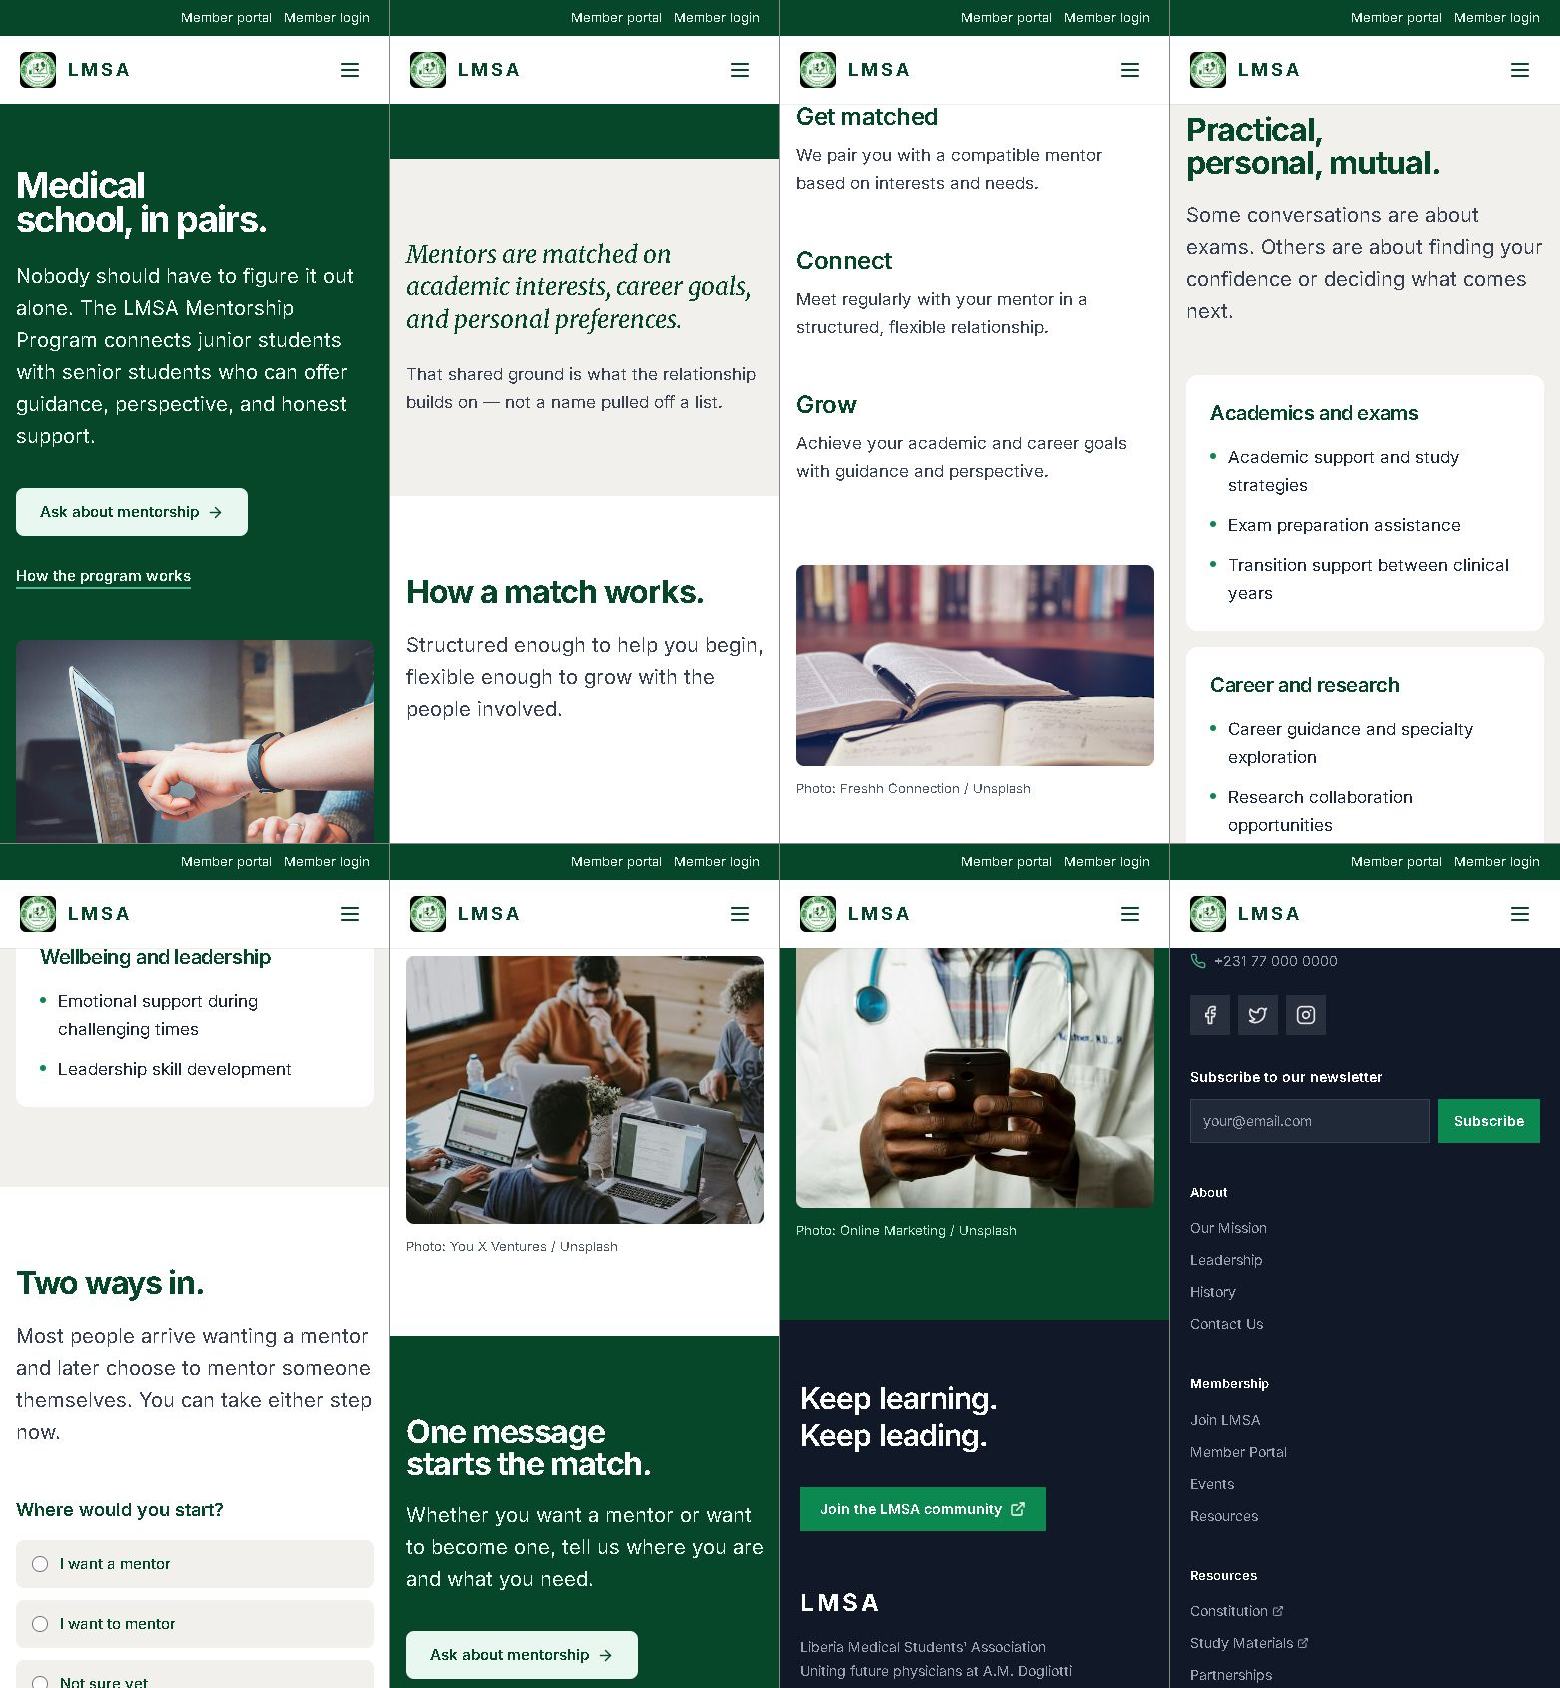 Member portal Member login
LMSA
Medical
school, in pairs.
Nobody should have to figure it out
alone. The LMSA Mentorship
Program connects junior students
with senior students who can offer
guidance, perspective, and honest
support.
Ask about mentorship
How the program works
Member portal Member login
LMSA
Mentors are matched on
academic interests, career goals,
and personal preferences.
That shared ground is what the relationship
builds on — not a name pulled off a list.
How a match works.
Structured enough to help you begin,
flexible enough to grow with the
people involved.
Member portal Member login
LMSA
Get matched
We pair you with a compatible mentor
based on interests and needs.
Connect
Meet regularly with your mentor in a
structured, flexible relationship.
Grow
Achieve your academic and career goals
with guidance and perspective.
Photo: Freshh Connection / Unsplash
Member portal Member login
LMSA
Practical,
personal, mutual.
Some conversations are about
exams. Others are about finding your
confidence or deciding what comes
next.
Academics and exams
• Academic support and study
strategies
• Exam preparation assistance
• Transition support between clinical
years
Career and research
• Career guidance and specialty
exploration
• Research collaboration
opportunities
Member portal Member login
LMSA
Wellbeing and leadership
• Emotional support during
challenging times
• Leadership skill development
Two ways in.
Most people arrive wanting a mentor
and later choose to mentor someone
themselves. You can take either step
now.
Where would you start?
I want a mentor
I want to mentor
Not sure yet
Member portal Member login
LMSA
Photo: You X Ventures / Unsplash
One message
starts the match.
Whether you want a mentor or want
to become one, tell us where you are
and what you need.
Ask about mentorship
Member portal Member login
LMSA
Photo: Online Marketing / Unsplash
Keep learning.
Keep leading.
Join the LMSA community
LMSA
Liberia Medical Students' Association
Uniting future physicians at A.M. Dogliotti
Member portal Member login
LMSA
+231 77 000 0000
Subscribe to our newsletter
your@email.com
Subscribe
About
Our Mission
Leadership
History
Contact Us
Membership
Join LMSA
Member Portal
Events
Resources
Resources
Constitution
Study Materials
Partnerships